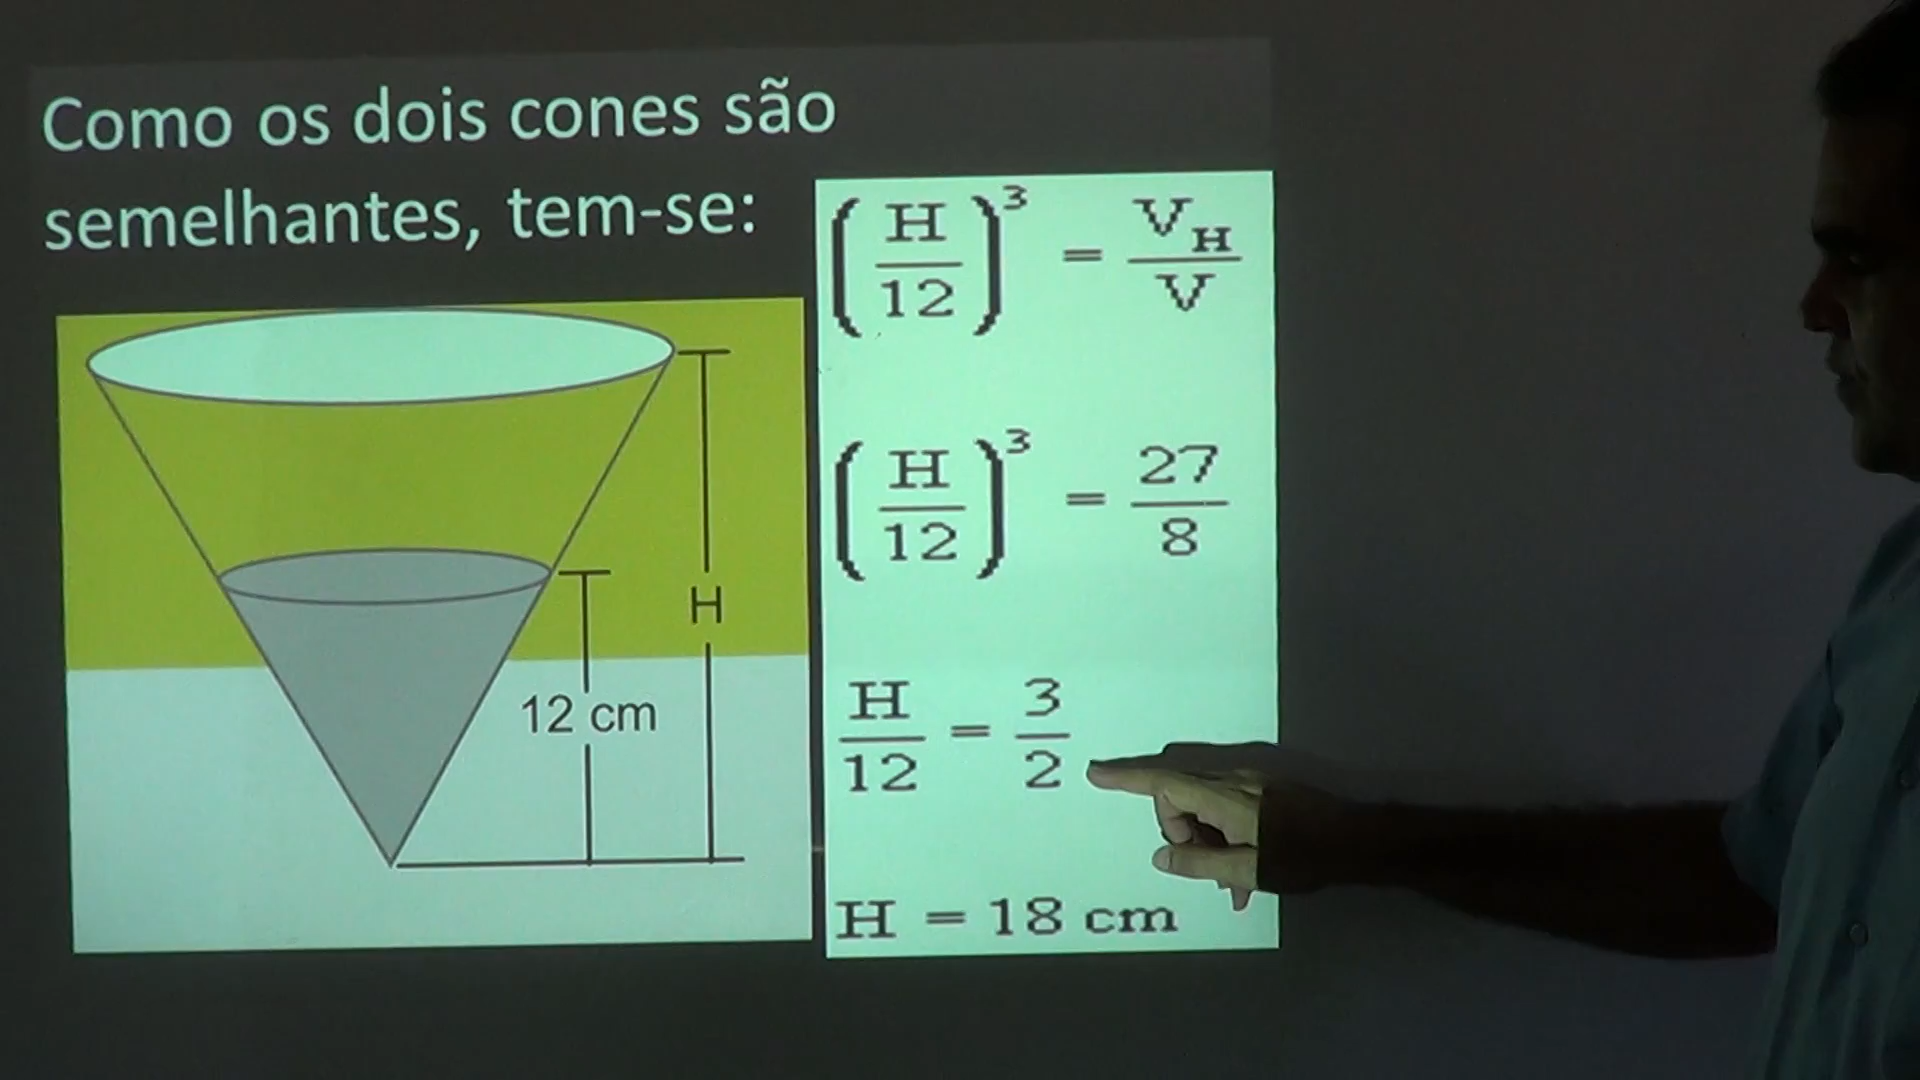 Como os dois cones são
semelhantes, tem-se:
(H/12)³ = V_H/V
(H/12)³ = 27/8
H
12 cm
H/12 = 3/2
H = 18 cm